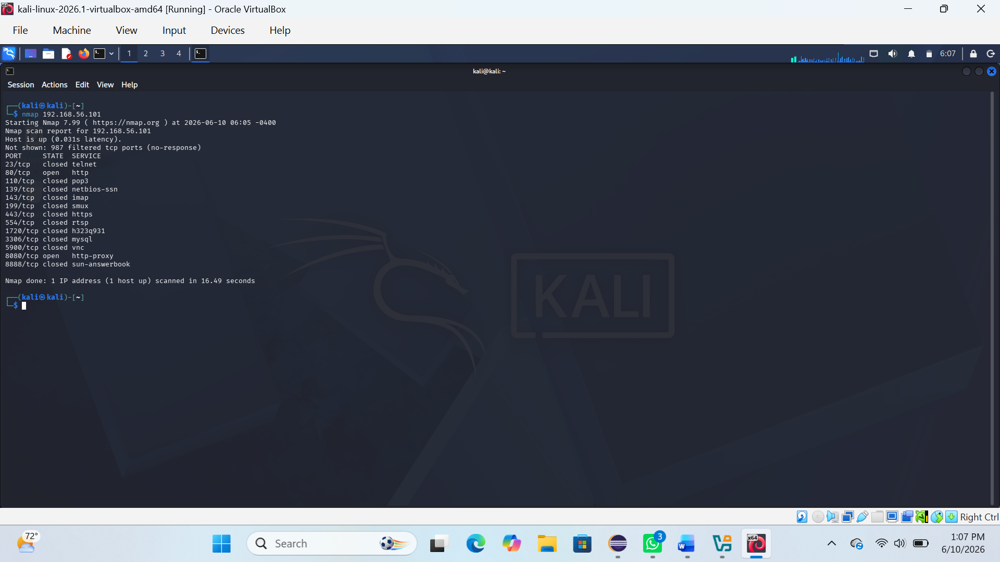 kali-linux-2026.1-virtualbox-amd64 [Running] - Oracle VirtualBox
File Machine View Input Devices Help
1 2 3 4 6:07
kali@kali: ~
Session Actions Edit View Help
┌──(kali㉿kali)-[~]
└─$ nmap 192.168.56.101
Starting Nmap 7.99 ( https://nmap.org ) at 2026-06-10 06:05 -0400
Nmap scan report for 192.168.56.101
Host is up (0.031s latency).
Not shown: 987 filtered tcp ports (no-response)
PORT     STATE  SERVICE
23/tcp   closed telnet
80/tcp   open   http
110/tcp  closed pop3
139/tcp  closed netbios-ssn
143/tcp  closed imap
199/tcp  closed smux
443/tcp  closed https
554/tcp  closed rtsp
1720/tcp closed h323q931
3306/tcp closed mysql
5900/tcp closed vnc
8080/tcp open   http-proxy
8888/tcp closed sun-answerbook
Nmap done: 1 IP address (1 host up) scanned in 16.49 seconds
┌──(kali㉿kali)-[~]
└─$
KALI
Right Ctrl
72°
Search
3
x64
1:07 PM
6/10/2026